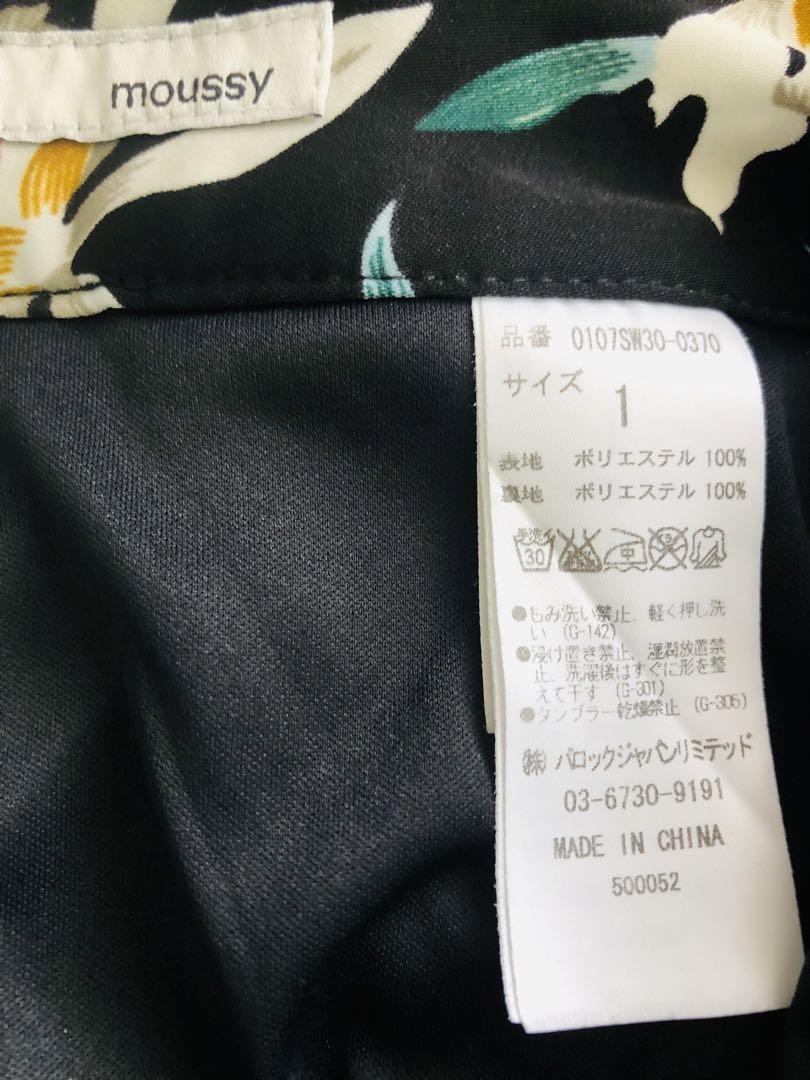 moussy
品番 0107SW30-0370
サイズ 1
表地 ポリエステル 100%
裏地 ポリエステル 100%
手洗イ 30 中
●もみ洗い禁止、軽く押し洗
い (G-142)
●浸け置き禁止、湿潤放置禁
止、洗濯後はすぐに形を整
えて干す (G-301)
●タンブラー乾燥禁止 (G-305)
㈱ バロックジャパンリミテッド
03-6730-9191
MADE IN CHINA
500052